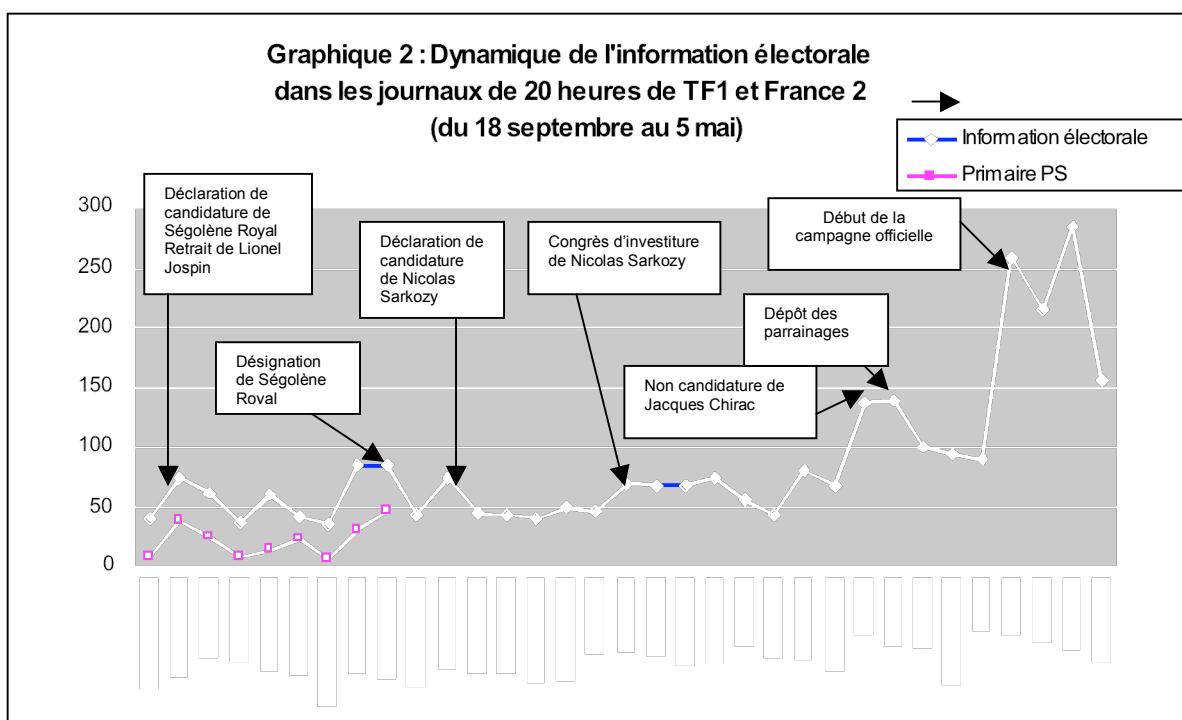 Graphique 2 : Dynamique de l'information électorale
dans les journaux de 20 heures de TF1 et France 2
(du 18 septembre au 5 mai)
Information électorale
Primaire PS
Déclaration de
candidature de
Ségolène Royal
Retrait de Lionel
Jospin
Déclaration de
candidature
de Nicolas
Sarkozy
Congrès d'investiture
de Nicolas Sarkozy
Début de la
campagne officielle
Dépôt des
parrainages
Désignation
de Ségolène
Royal
Non candidature de
Jacques Chirac
300
250
200
150
100
50
0